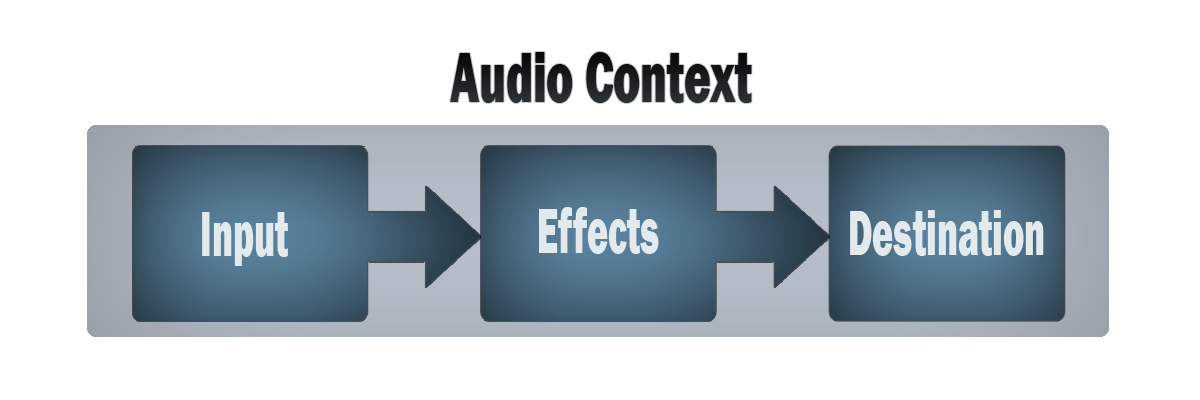 Audio Context
Input
Effects
Destination